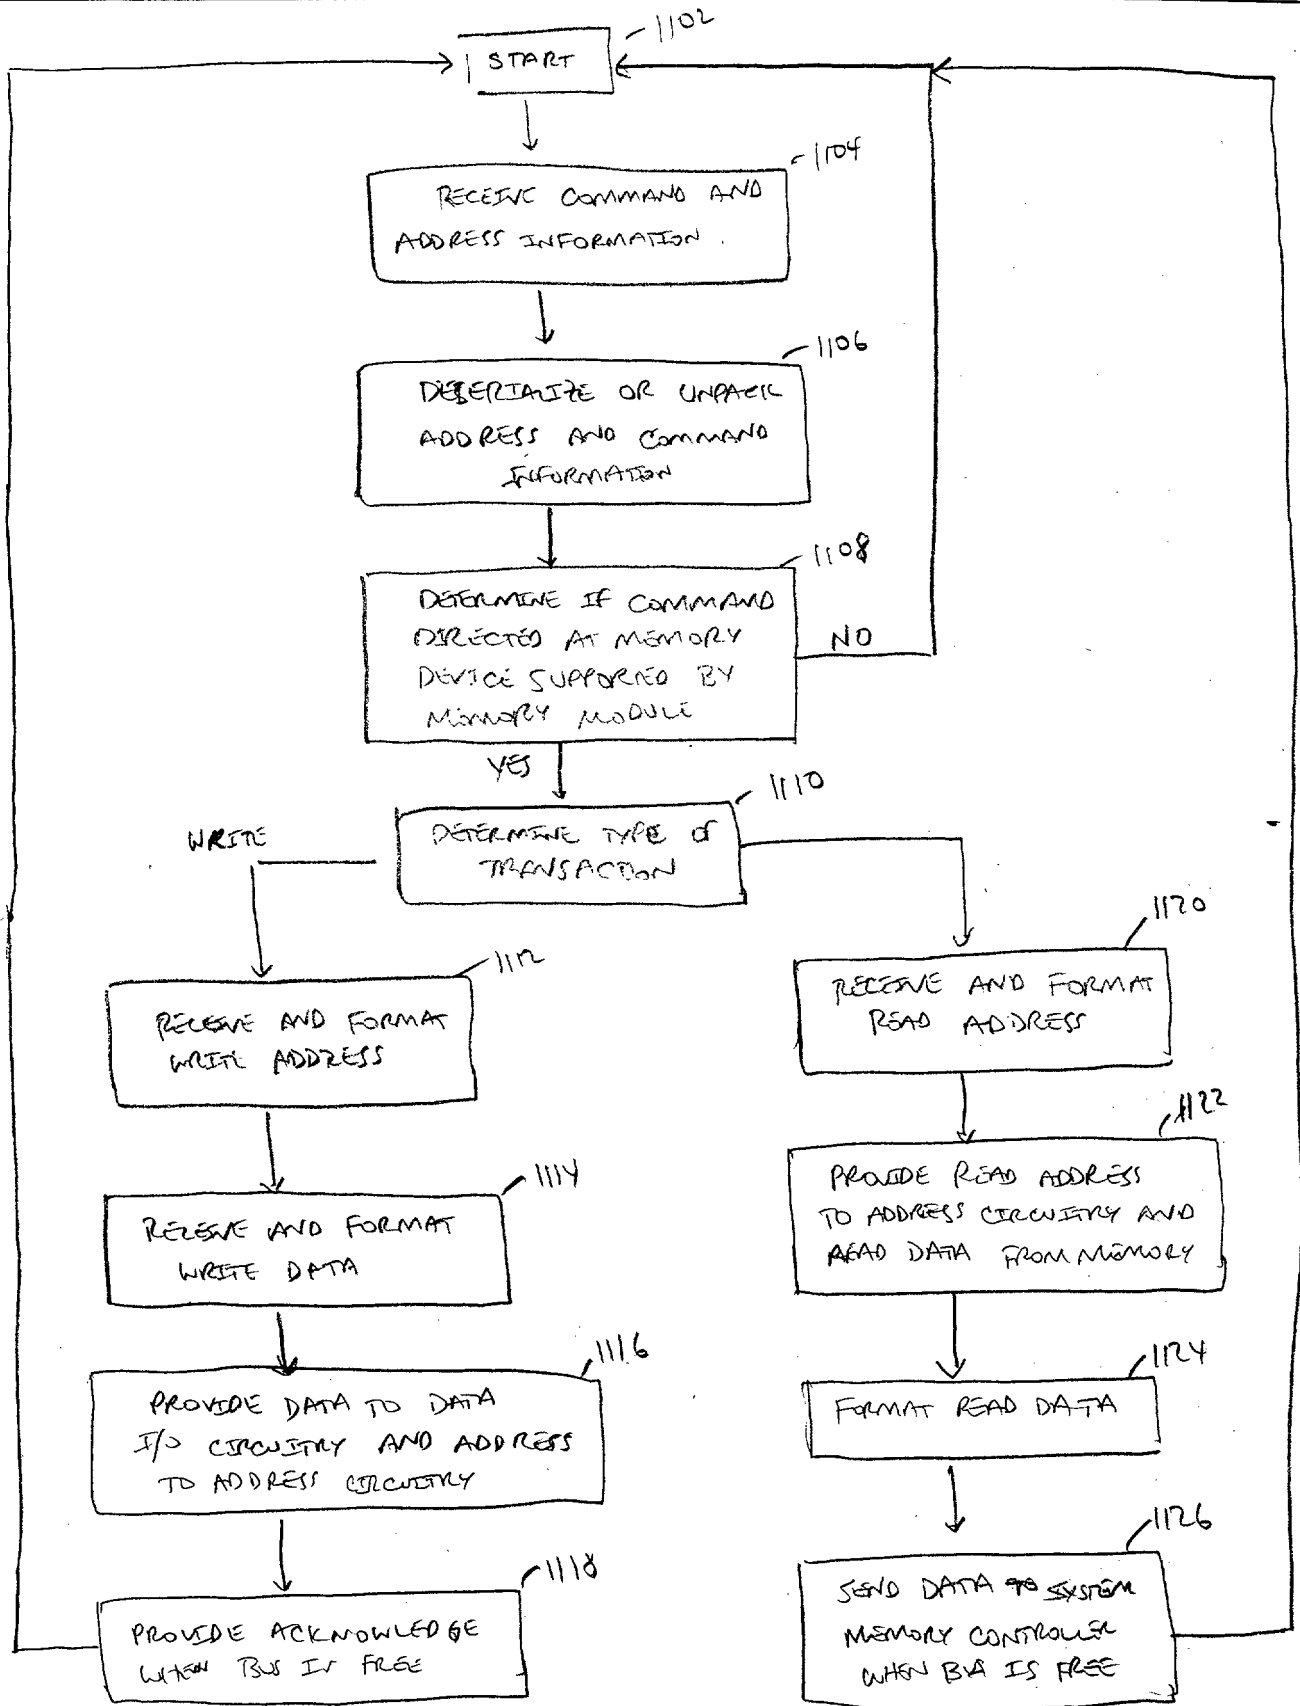 1102
START
1104
RECEIVE COMMAND AND
ADDRESS INFORMATION.
1106
DESERIALIZE OR UNPACK
ADDRESS AND COMMAND
INFORMATION
1108
DETERMINE IF COMMAND
DIRECTED AT MEMORY
DEVICE SUPPORTED BY
MEMORY MODULE
NO
YES
1110
DETERMINE TYPE OF
TRANSACTION
WRITE
1112
RECEIVE AND FORMAT
WRITE ADDRESS
1114
RECEIVE AND FORMAT
WRITE DATA
1116
PROVIDE DATA TO DATA
I/O CIRCUITRY AND ADDRESS
TO ADDRESS CIRCUITRY
1118
PROVIDE ACKNOWLEDGE
WHEN BUS IS FREE
1120
RECEIVE AND FORMAT
READ ADDRESS
1122
PROVIDE READ ADDRESS
TO ADDRESS CIRCUITRY AND
READ DATA FROM MEMORY
1124
FORMAT READ DATA
1126
SEND DATA TO SYSTEM
MEMORY CONTROLLER
WHEN BUS IS FREE